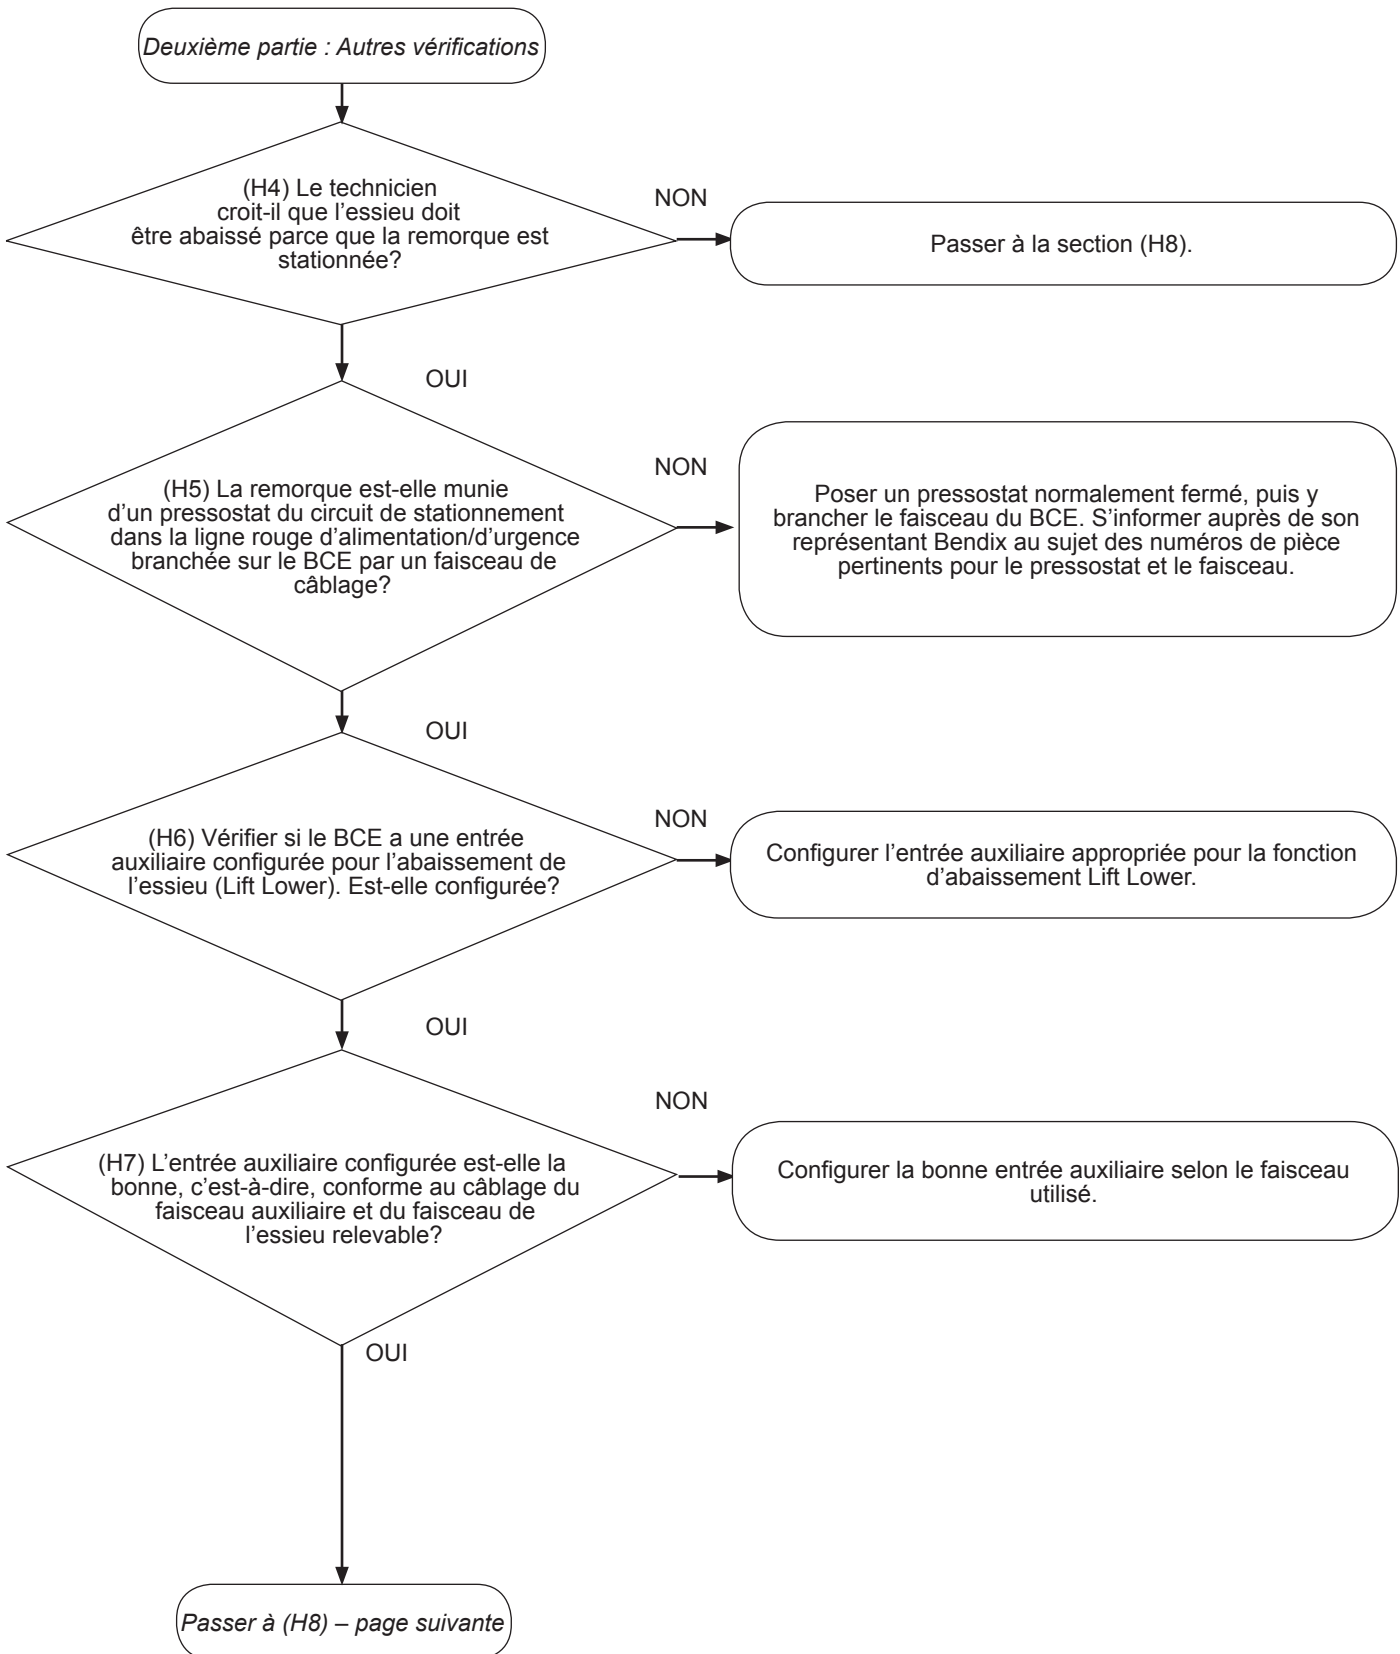 Deuxième partie : Autres vérifications
(H4) Le technicien
croit-il que l'essieu doit
être abaissé parce que la remorque est
stationnée?
NON
Passer à la section (H8).
OUI
(H5) La remorque est-elle munie
d'un pressostat du circuit de stationnement
dans la ligne rouge d'alimentation/d'urgence
branchée sur le BCE par un faisceau de
câblage?
NON
Poser un pressostat normalement fermé, puis y
brancher le faisceau du BCE. S'informer auprès de son
représentant Bendix au sujet des numéros de pièce
pertinents pour le pressostat et le faisceau.
OUI
(H6) Vérifier si le BCE a une entrée
auxiliaire configurée pour l'abaissement de
l'essieu (Lift Lower). Est-elle configurée?
NON
Configurer l'entrée auxiliaire appropriée pour la fonction
d'abaissement Lift Lower.
OUI
(H7) L'entrée auxiliaire configurée est-elle la
bonne, c'est-à-dire, conforme au câblage du
faisceau auxiliaire et du faisceau de
l'essieu relevable?
NON
Configurer la bonne entrée auxiliaire selon le faisceau
utilisé.
OUI
Passer à (H8) – page suivante